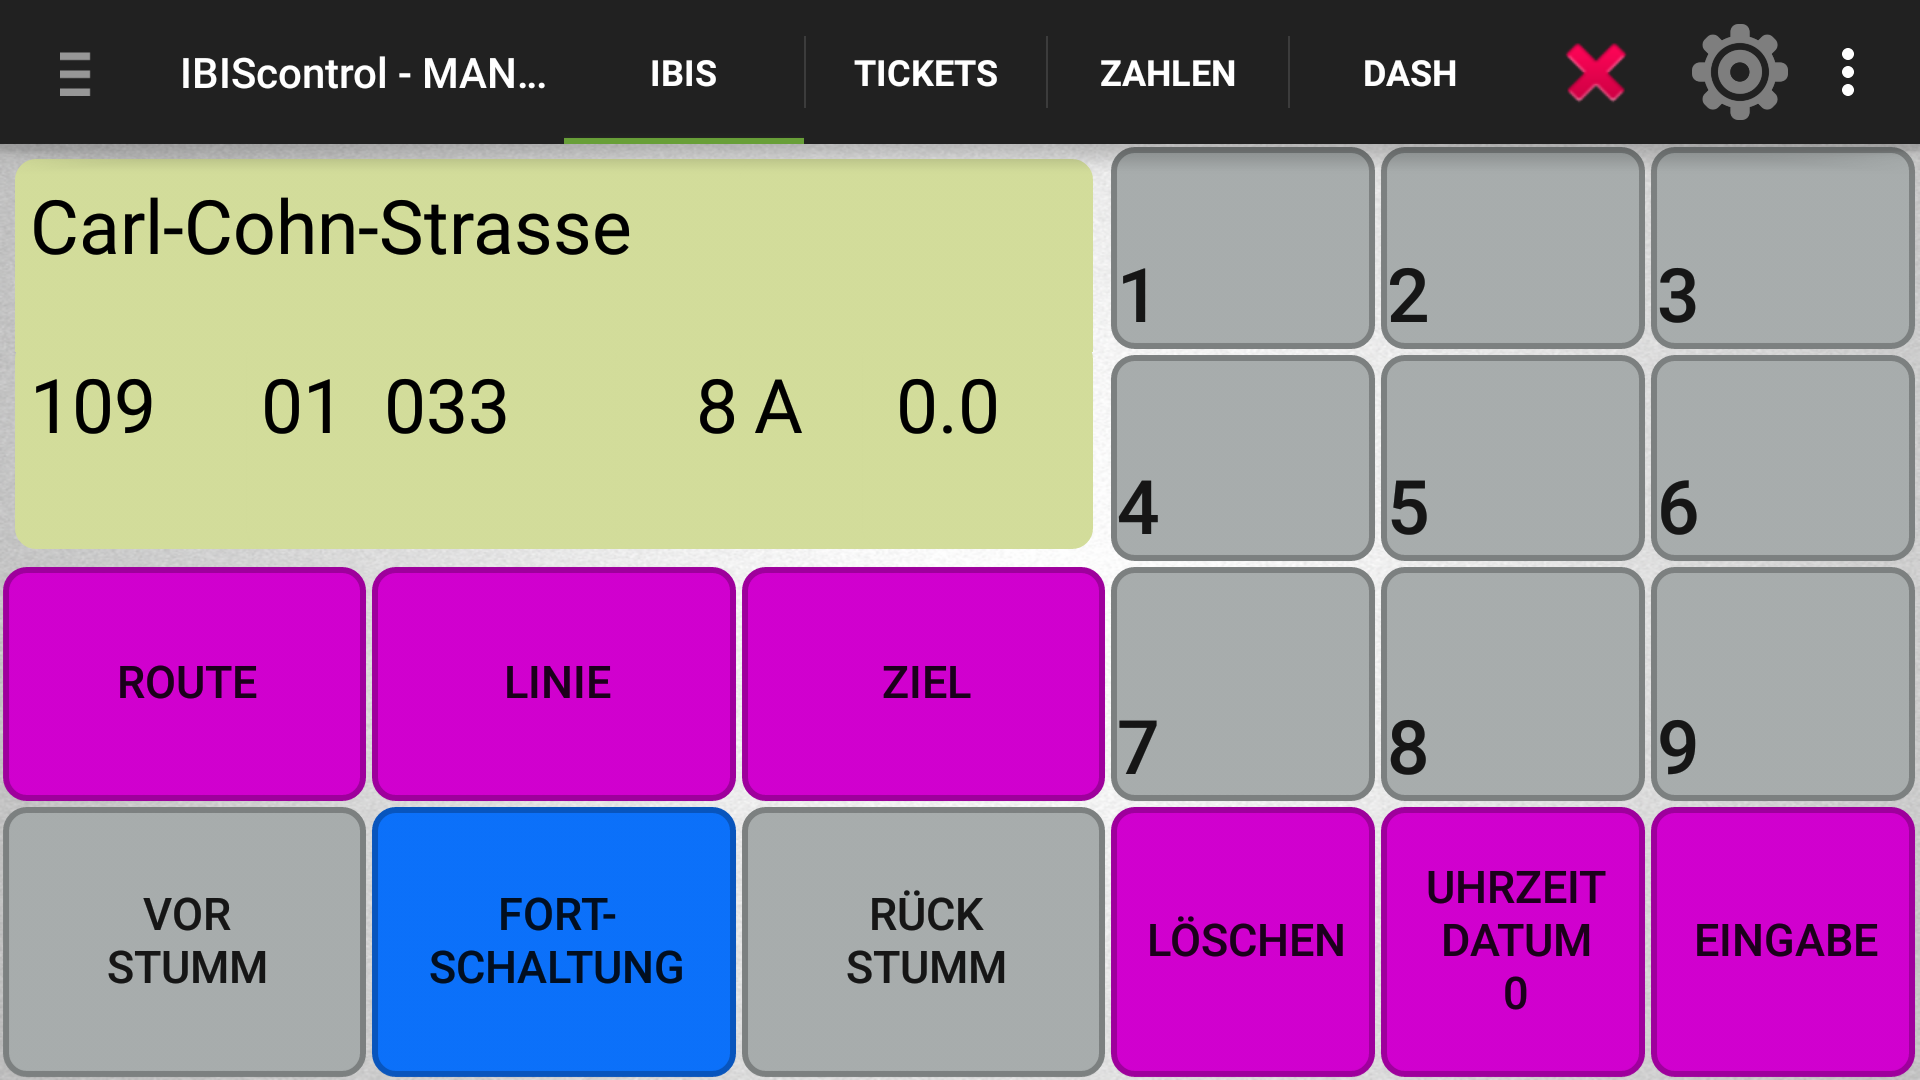 IBIScontrol - MAN...
IBIS
TICKETS
ZAHLEN
DASH
Carl-Cohn-Strasse
109 01 033 8 A 0.0
1
2
3
4
5
6
7
8
9
ROUTE
LINIE
ZIEL
VOR
STUMM
FORT-
SCHALTUNG
RÜCK
STUMM
LÖSCHEN
UHRZEIT
DATUM
0
EINGABE